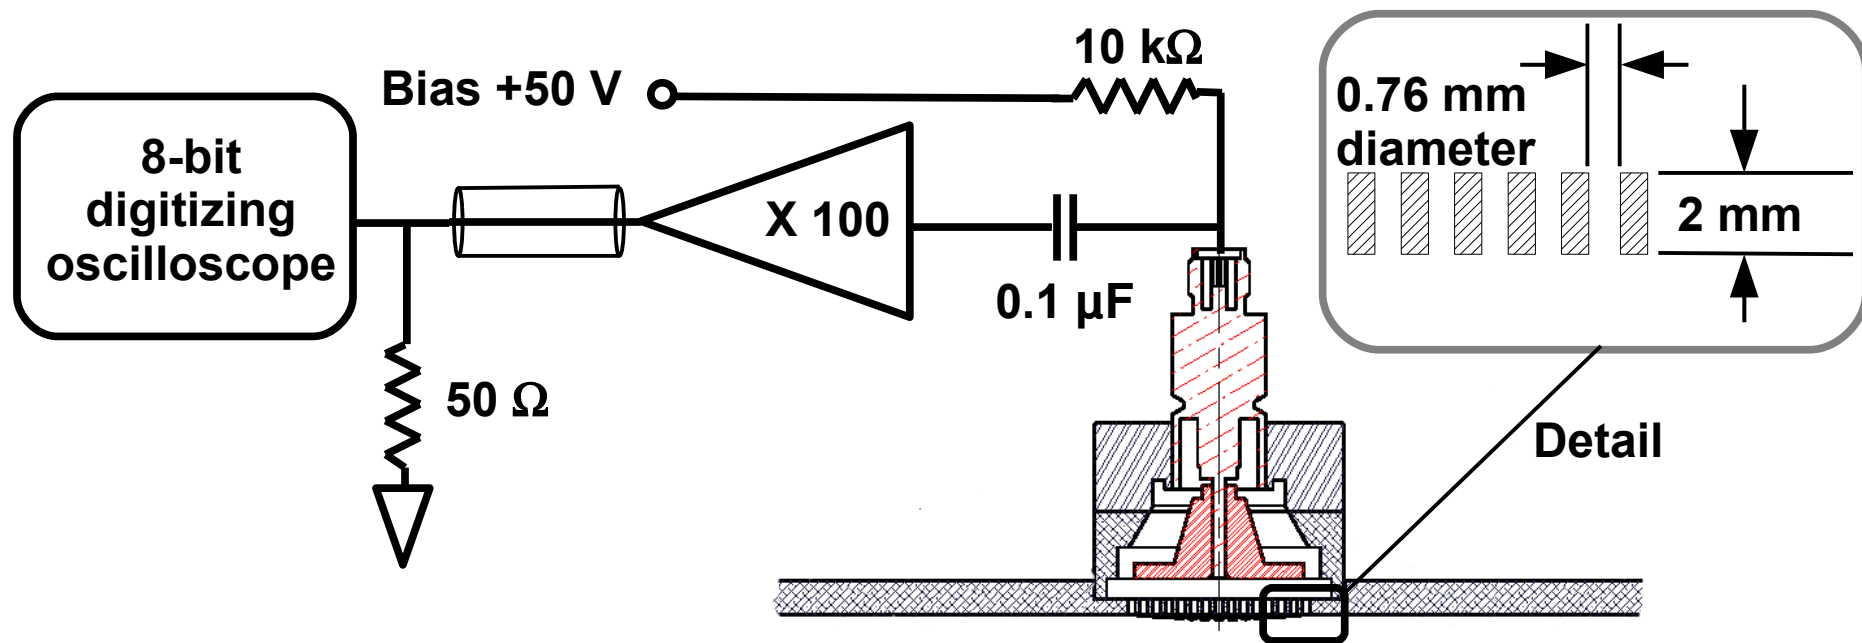 8-bit
digitizing
oscilloscope
Bias +50 V
10 kΩ
X 100
0.1 µF
50 Ω
0.76 mm
diameter
2 mm
Detail